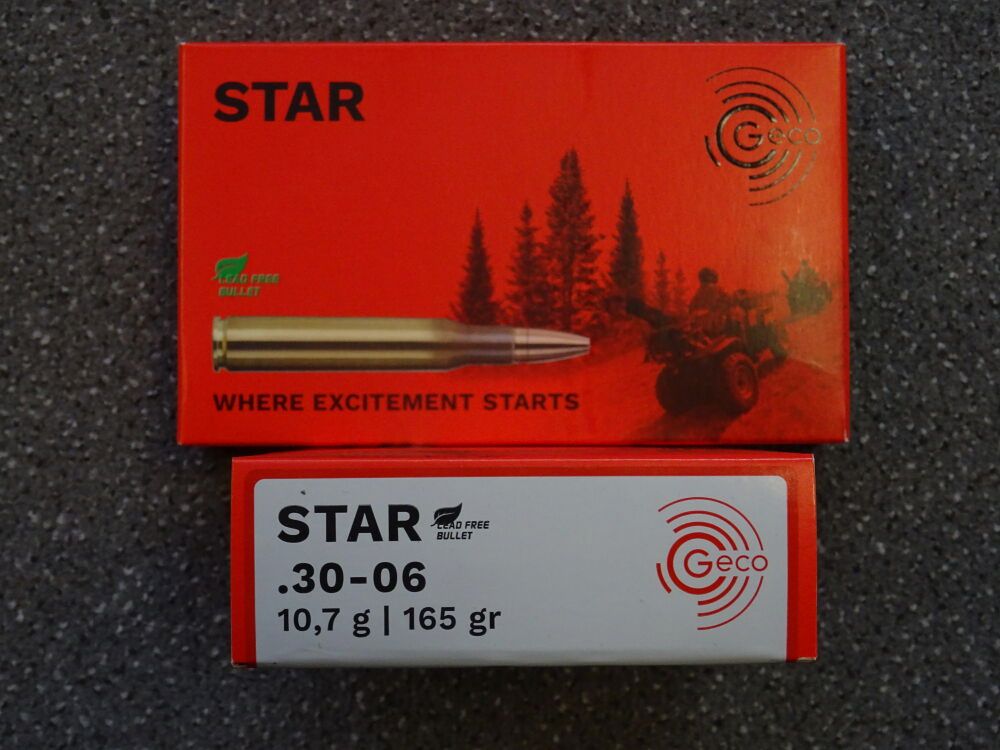 STAR
Geco
LEAD FREE
BULLET
WHERE EXCITEMENT STARTS
STAR
LEAD FREE
BULLET
.30-06
10,7 g | 165 gr
Geco